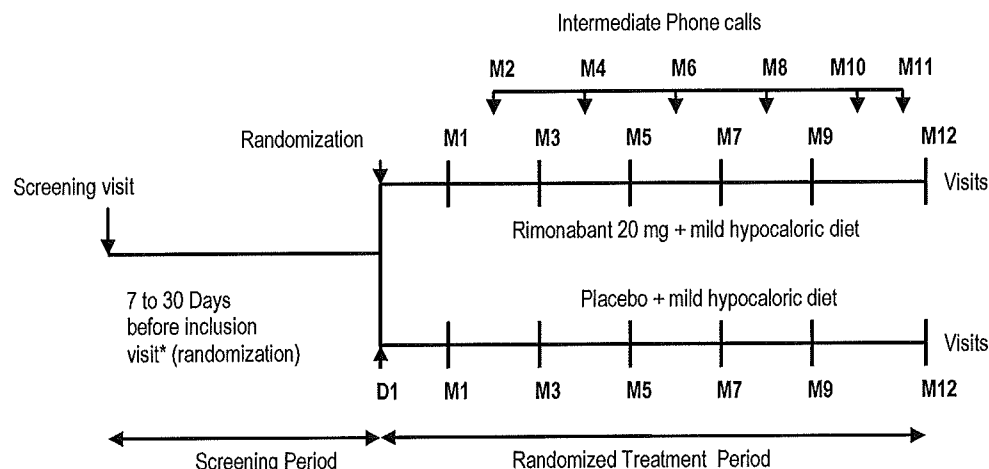 Intermediate Phone calls
M2 M4 M6 M8 M10 M11
Randomization M1 M3 M5 M7 M9 M12
Screening visit
Visits
Rimonabant 20 mg + mild hypocaloric diet
7 to 30 Days
before inclusion
visit* (randomization)
Placebo + mild hypocaloric diet
Visits
D1 M1 M3 M5 M7 M9 M12
Screening Period Randomized Treatment Period